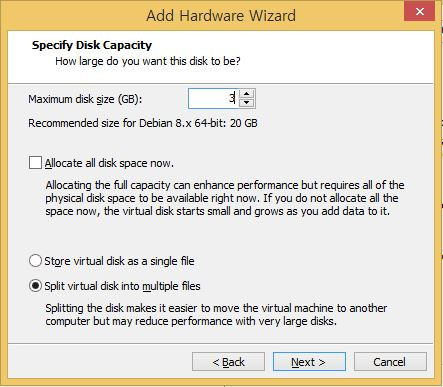 Add Hardware Wizard
Specify Disk Capacity
How large do you want this disk to be?
Maximum disk size (GB): 3
Recommended size for Debian 8.x 64-bit: 20 GB
Allocate all disk space now.
Allocating the full capacity can enhance performance but requires all of the
physical disk space to be available right now. If you do not allocate all the
space now, the virtual disk starts small and grows as you add data to it.
Store virtual disk as a single file
Split virtual disk into multiple files
Splitting the disk makes it easier to move the virtual machine to another
computer but may reduce performance with very large disks.
< Back Next > Cancel